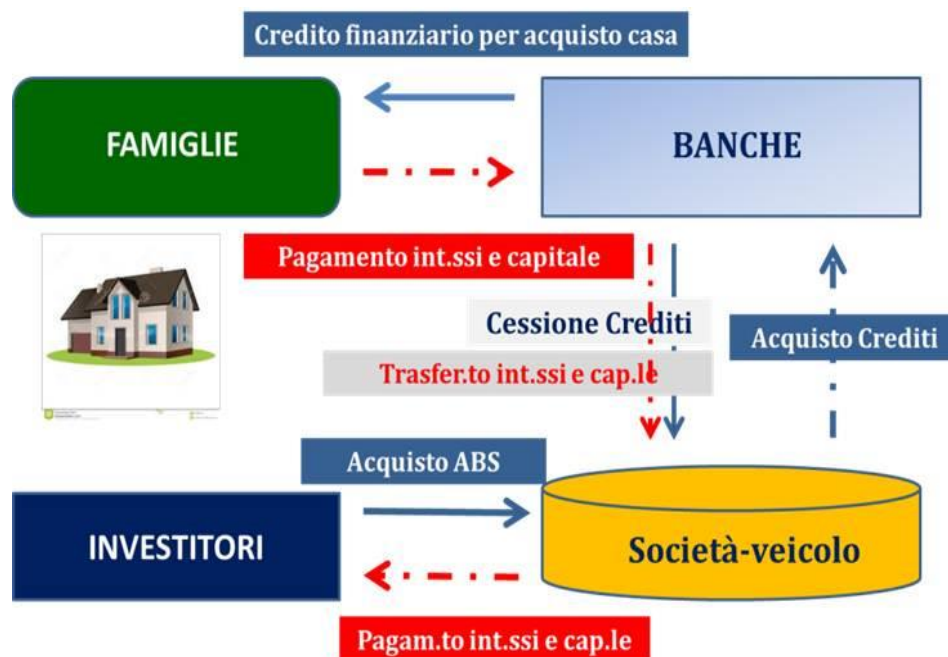 Credito finanziario per acquisto casa
FAMIGLIE
BANCHE
Pagamento int.ssi e capitale
Cessione Crediti
Acquisto Crediti
Trasfer.to int.ssi e cap.le
Acquisto ABS
INVESTITORI
Società-veicolo
Pagam.to int.ssi e cap.le